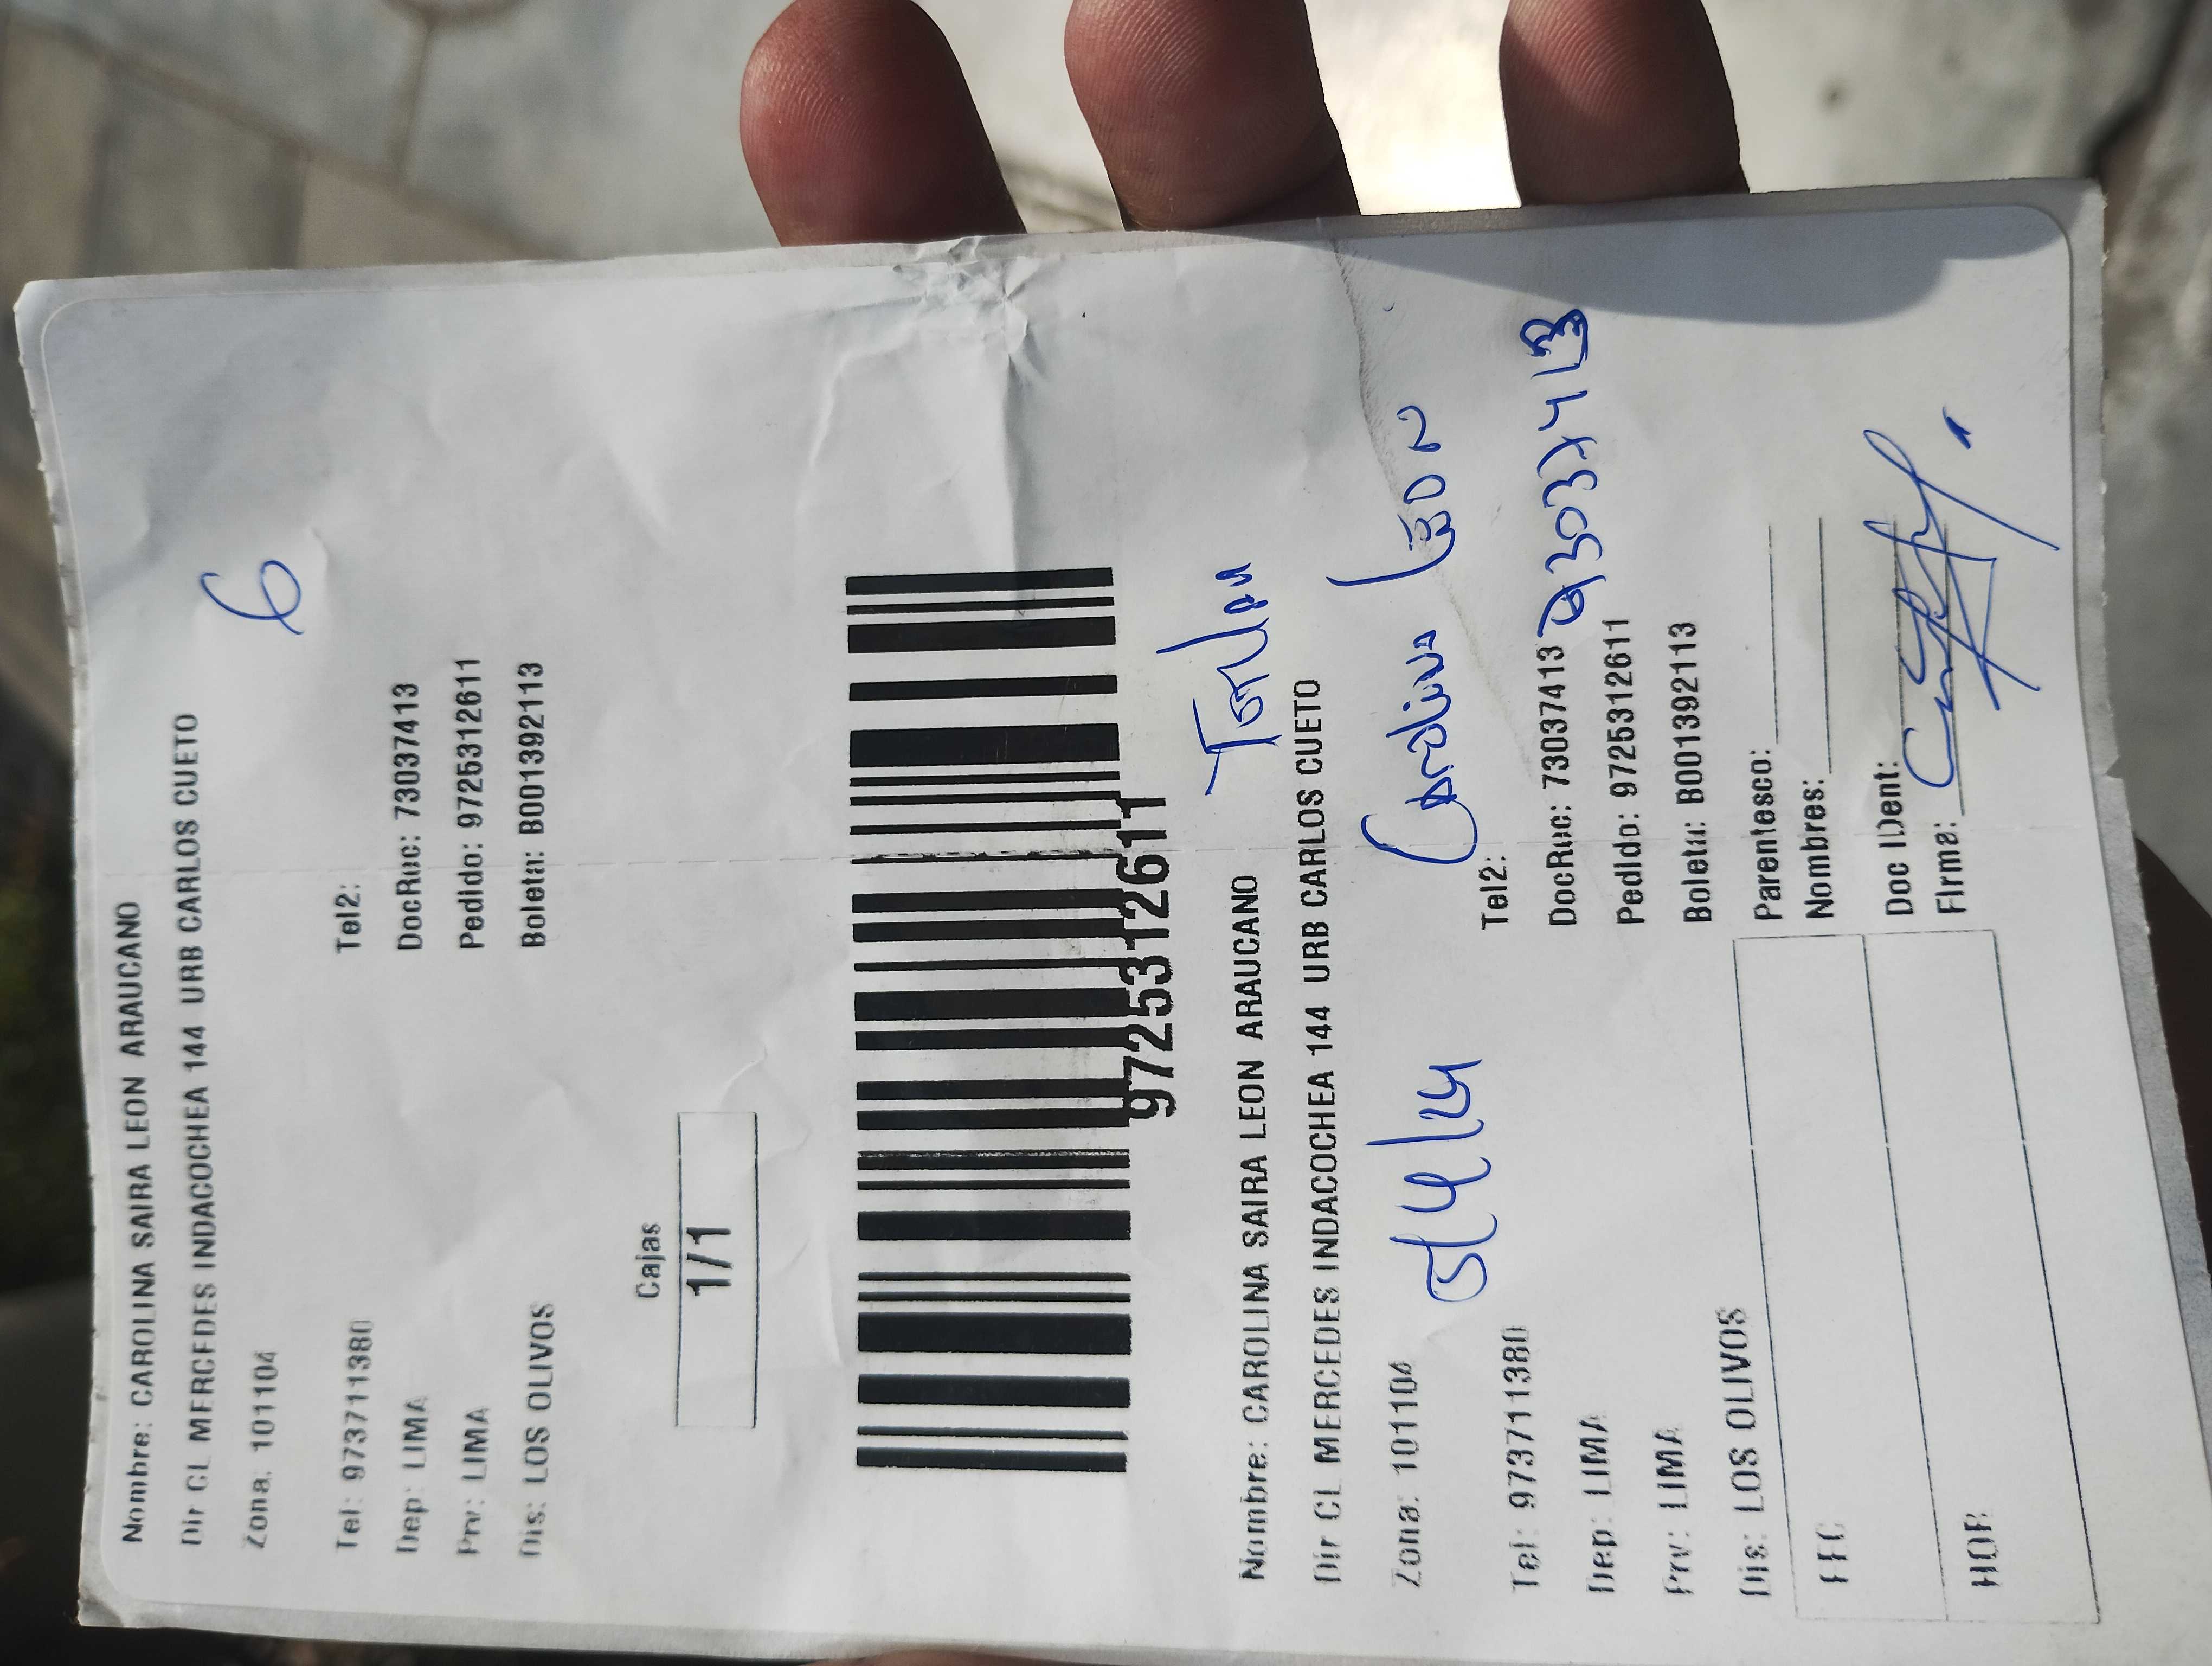 Nombre: CAROLINA SAIRA LEON ARAUCANO
Dir CL MERCEDES INDACOCHEA 144 URB CARLOS CUETO
Zona: 101104
6
Tel: 973711380 Tel2:
Dep: LIMA DocRuc: 73037413
Prv: LIMA Pedido: 9725312611
Dis: LOS OLIVOS Boleta: B001392113
Cajas
1/1
9725312611
Nombre: CAROLINA SAIRA LEON ARAUCANO
Dir CL MERCEDES INDACOCHEA 144 URB CARLOS CUETO
Zona: 101104
Carolina León
Tel: 973711380 Tel2:
Dep: LIMA DocRuc: 73037413
Prv: LIMA Pedido: 9725312611
Dis: LOS OLIVOS Boleta: B001392113
FEC Parentesco:
Nombres:
HOR Doc IDent:
Firma: